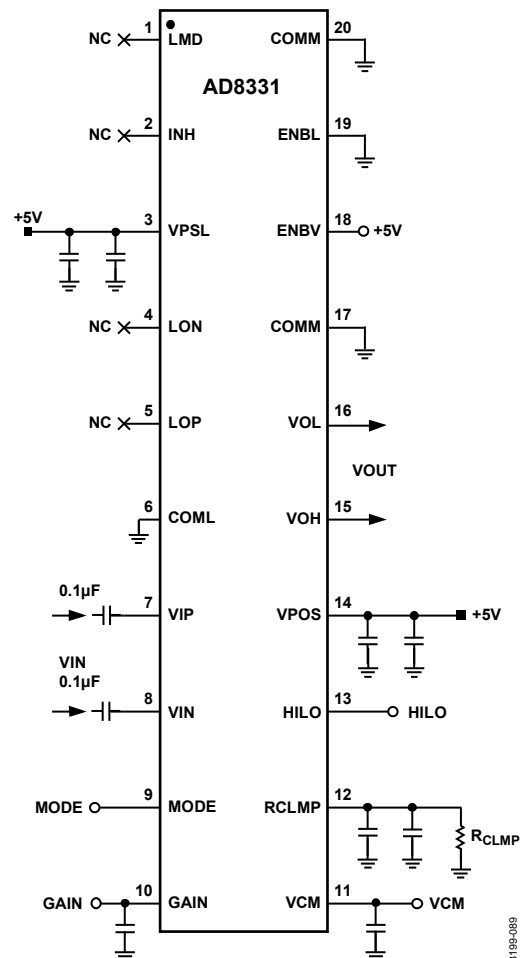 AD8331
NC 1 LMD COMM 20
NC 2 INH ENBL 19
+5V 3 VPSL ENBV 18 +5V
NC 4 LON COMM 17
NC 5 LOP VOL 16
VOUT
6 COML VOH 15
0.1µF 7 VIP VPOS 14 +5V
VIN
0.1µF 8 VIN HILO 13 HILO
MODE 9 MODE RCLMP 12 RCLMP
GAIN 10 GAIN VCM 11 VCM